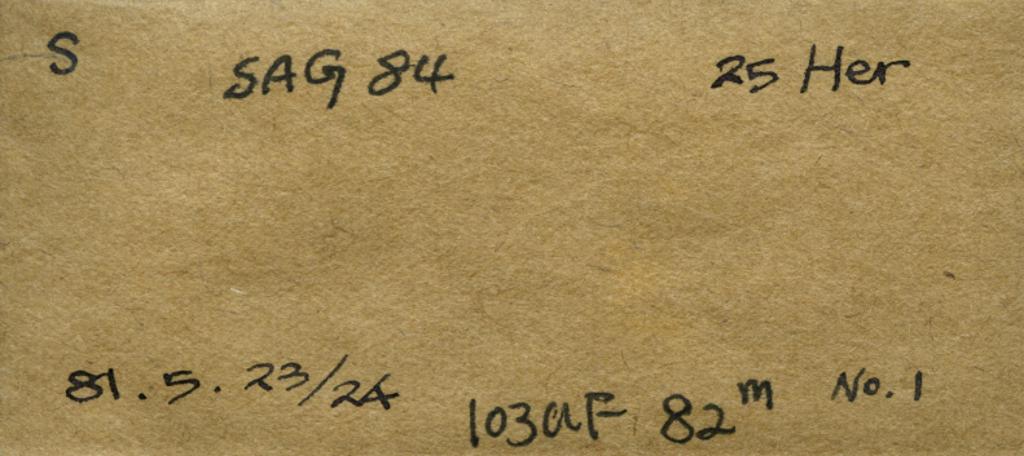 S SAG 84 25 Her
81.5.23/24 103aF 82ᵐ No.1